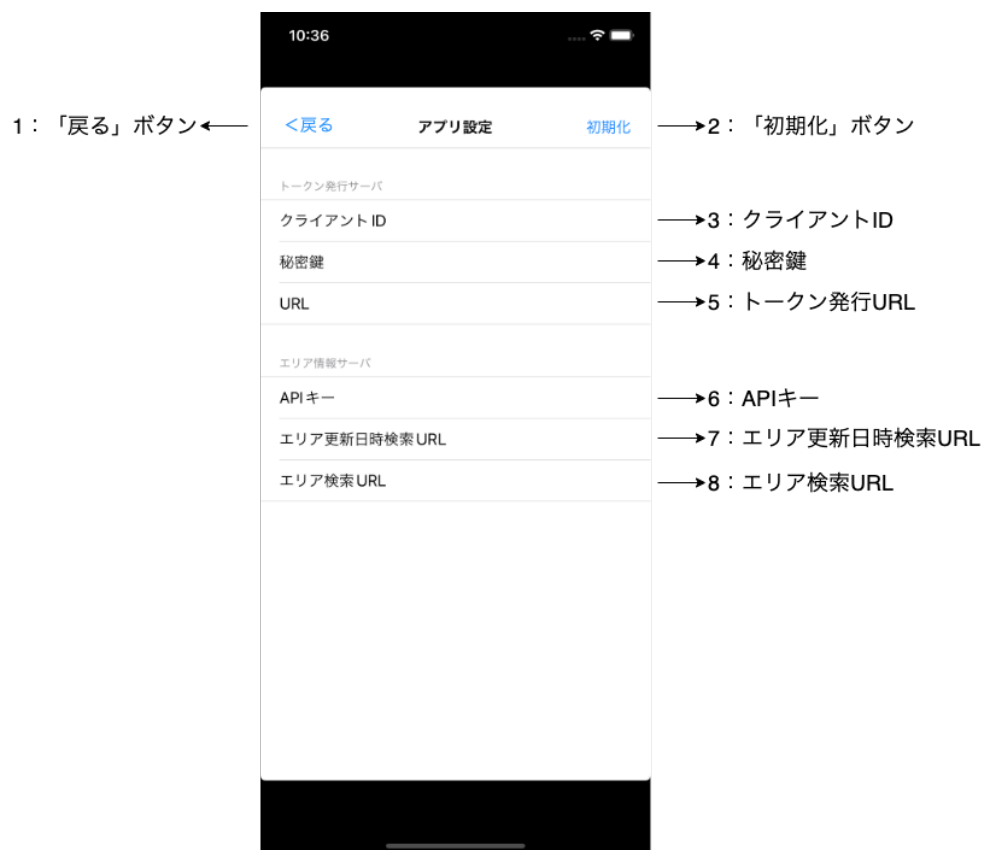 10:36
1：「戻る」ボタン
＜戻る
アプリ設定
初期化
2：「初期化」ボタン
トークン発行サーバ
クライアントID
3：クライアントID
秘密鍵
4：秘密鍵
URL
5：トークン発行URL
エリア情報サーバ
APIキー
6：APIキー
エリア更新日時検索URL
7：エリア更新日時検索URL
エリア検索URL
8：エリア検索URL